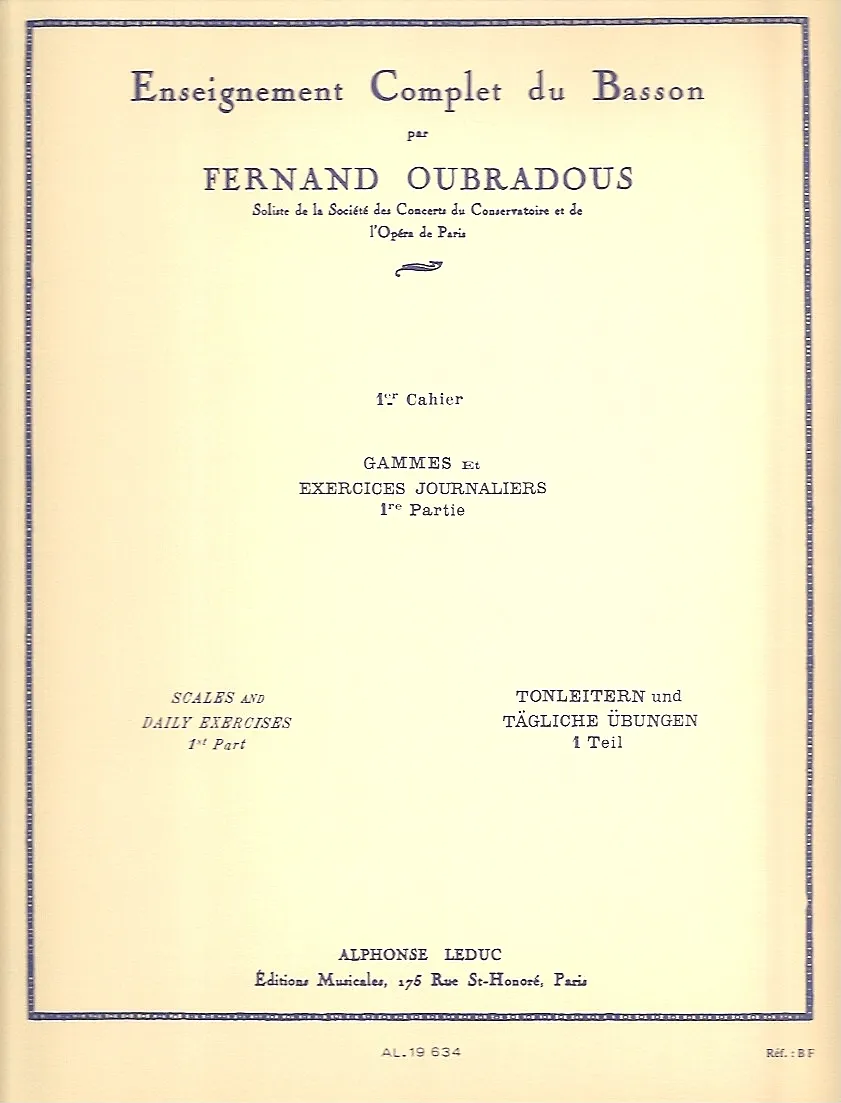 Enseignement Complet du Basson
par
FERNAND OUBRADOUS
Soliste de la Société des Concerts du Conservatoire et de
l'Opéra de Paris
1er Cahier
GAMMES Et
EXERCICES JOURNALIERS
1re Partie
SCALES AND
DAILY EXERCISES
1st Part
TONLEITERN und
TÄGLICHE ÜBUNGEN
1 Teil
ALPHONSE LEDUC
Éditions Musicales, 175 Rue St-Honoré, Paris
AL.19 634
Réf. : B F